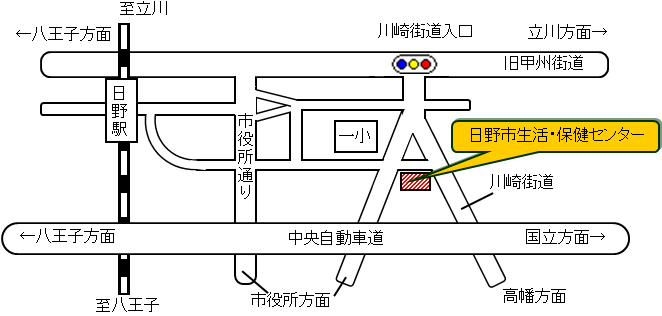 至立川
←八王子方面
川崎街道入口
立川方面→
旧甲州街道
日野駅
市役所通り
一小
日野市生活・保健センター
川崎街道
←八王子方面
中央自動車道
国立方面→
至八王子
市役所方面
高幡方面